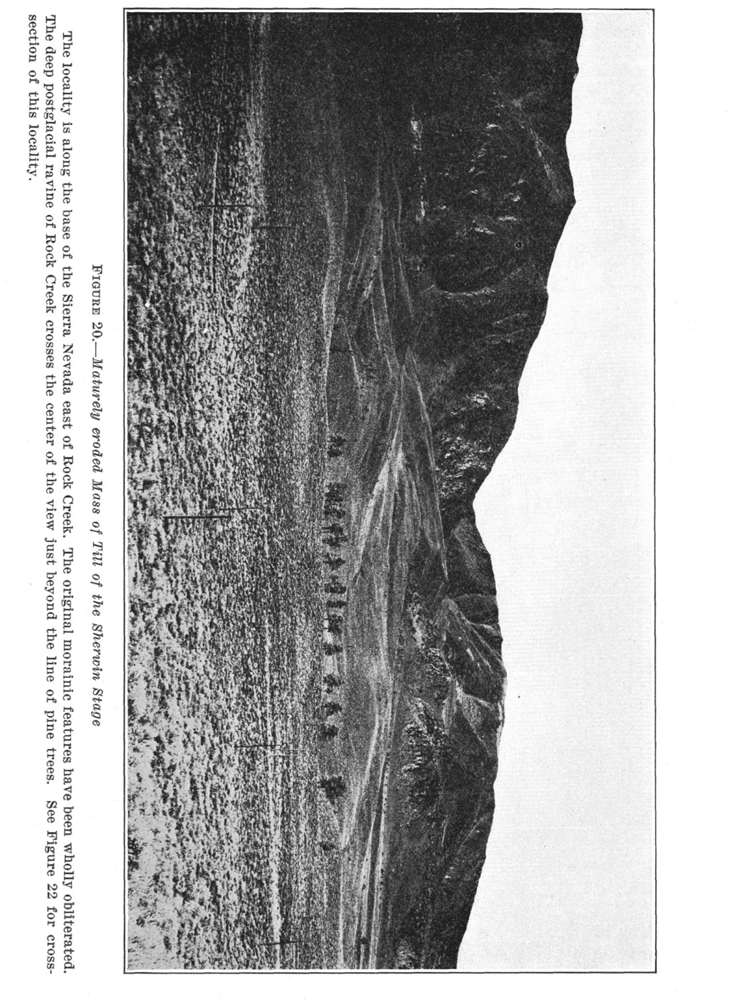 FIGURE 20.—Maturely eroded Mass of Till of the Sherwin Stage
The locality is along the base of the Sierra Nevada east of Rock Creek. The original morainic features have been wholly obliterated.
The deep postglacial ravine of Rock Creek crosses the center of the view just beyond the line of pine trees. See Figure 22 for cross-
section of this locality.